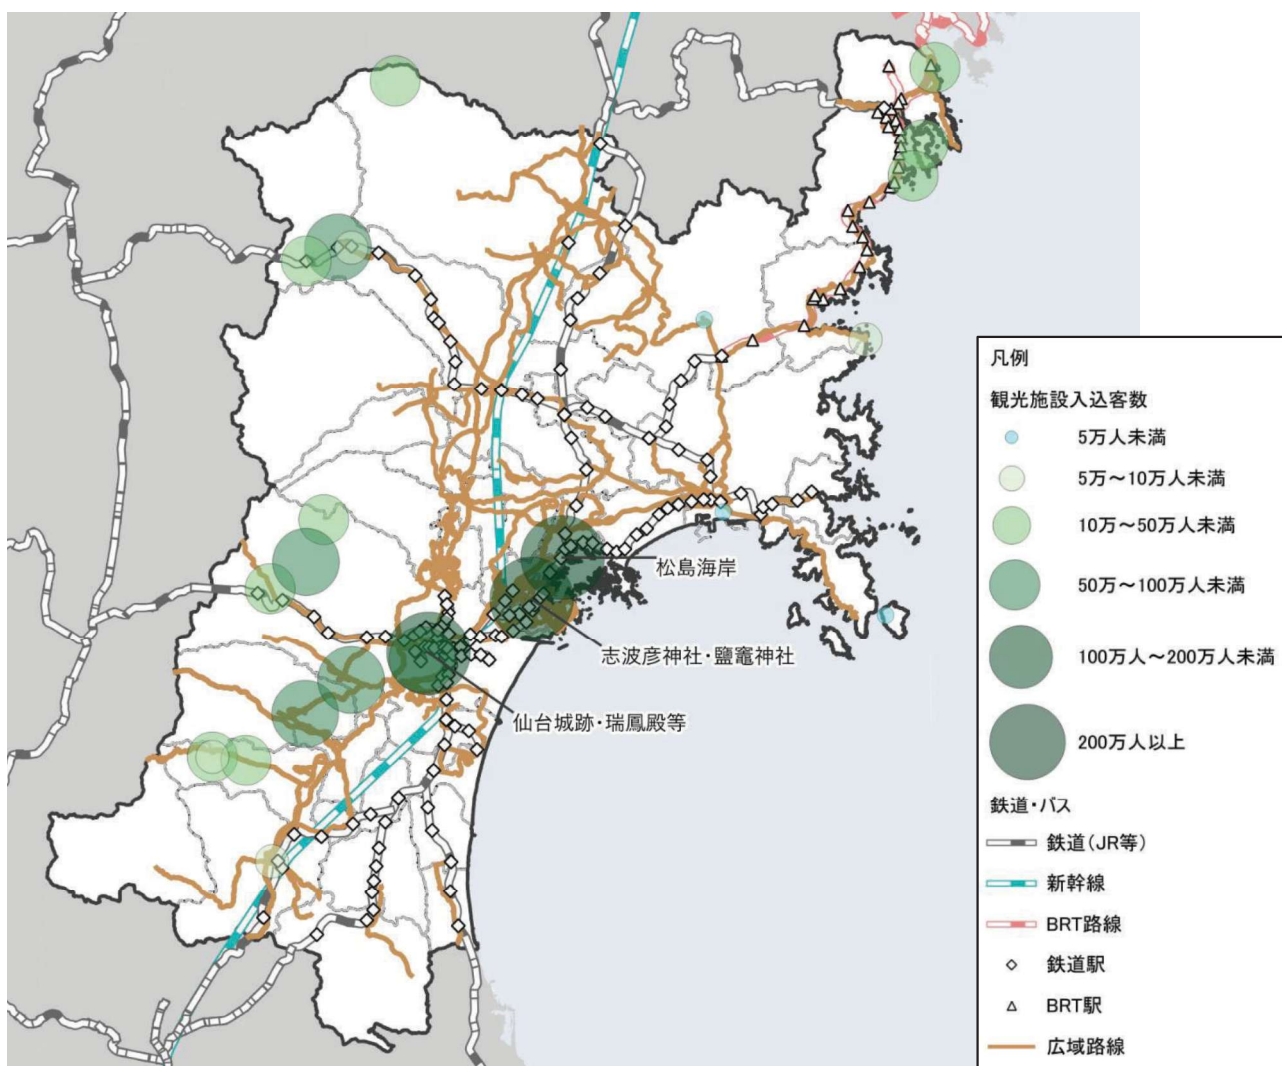 松島海岸
志波彦神社・鹽竈神社
仙台城跡・瑞鳳殿等
凡例
観光施設入込客数
5万人未満
5万～10万人未満
10万～50万人未満
50万～100万人未満
100万人～200万人未満
200万人以上
鉄道・バス
鉄道(JR等)
新幹線
BRT路線
鉄道駅
BRT駅
広域路線